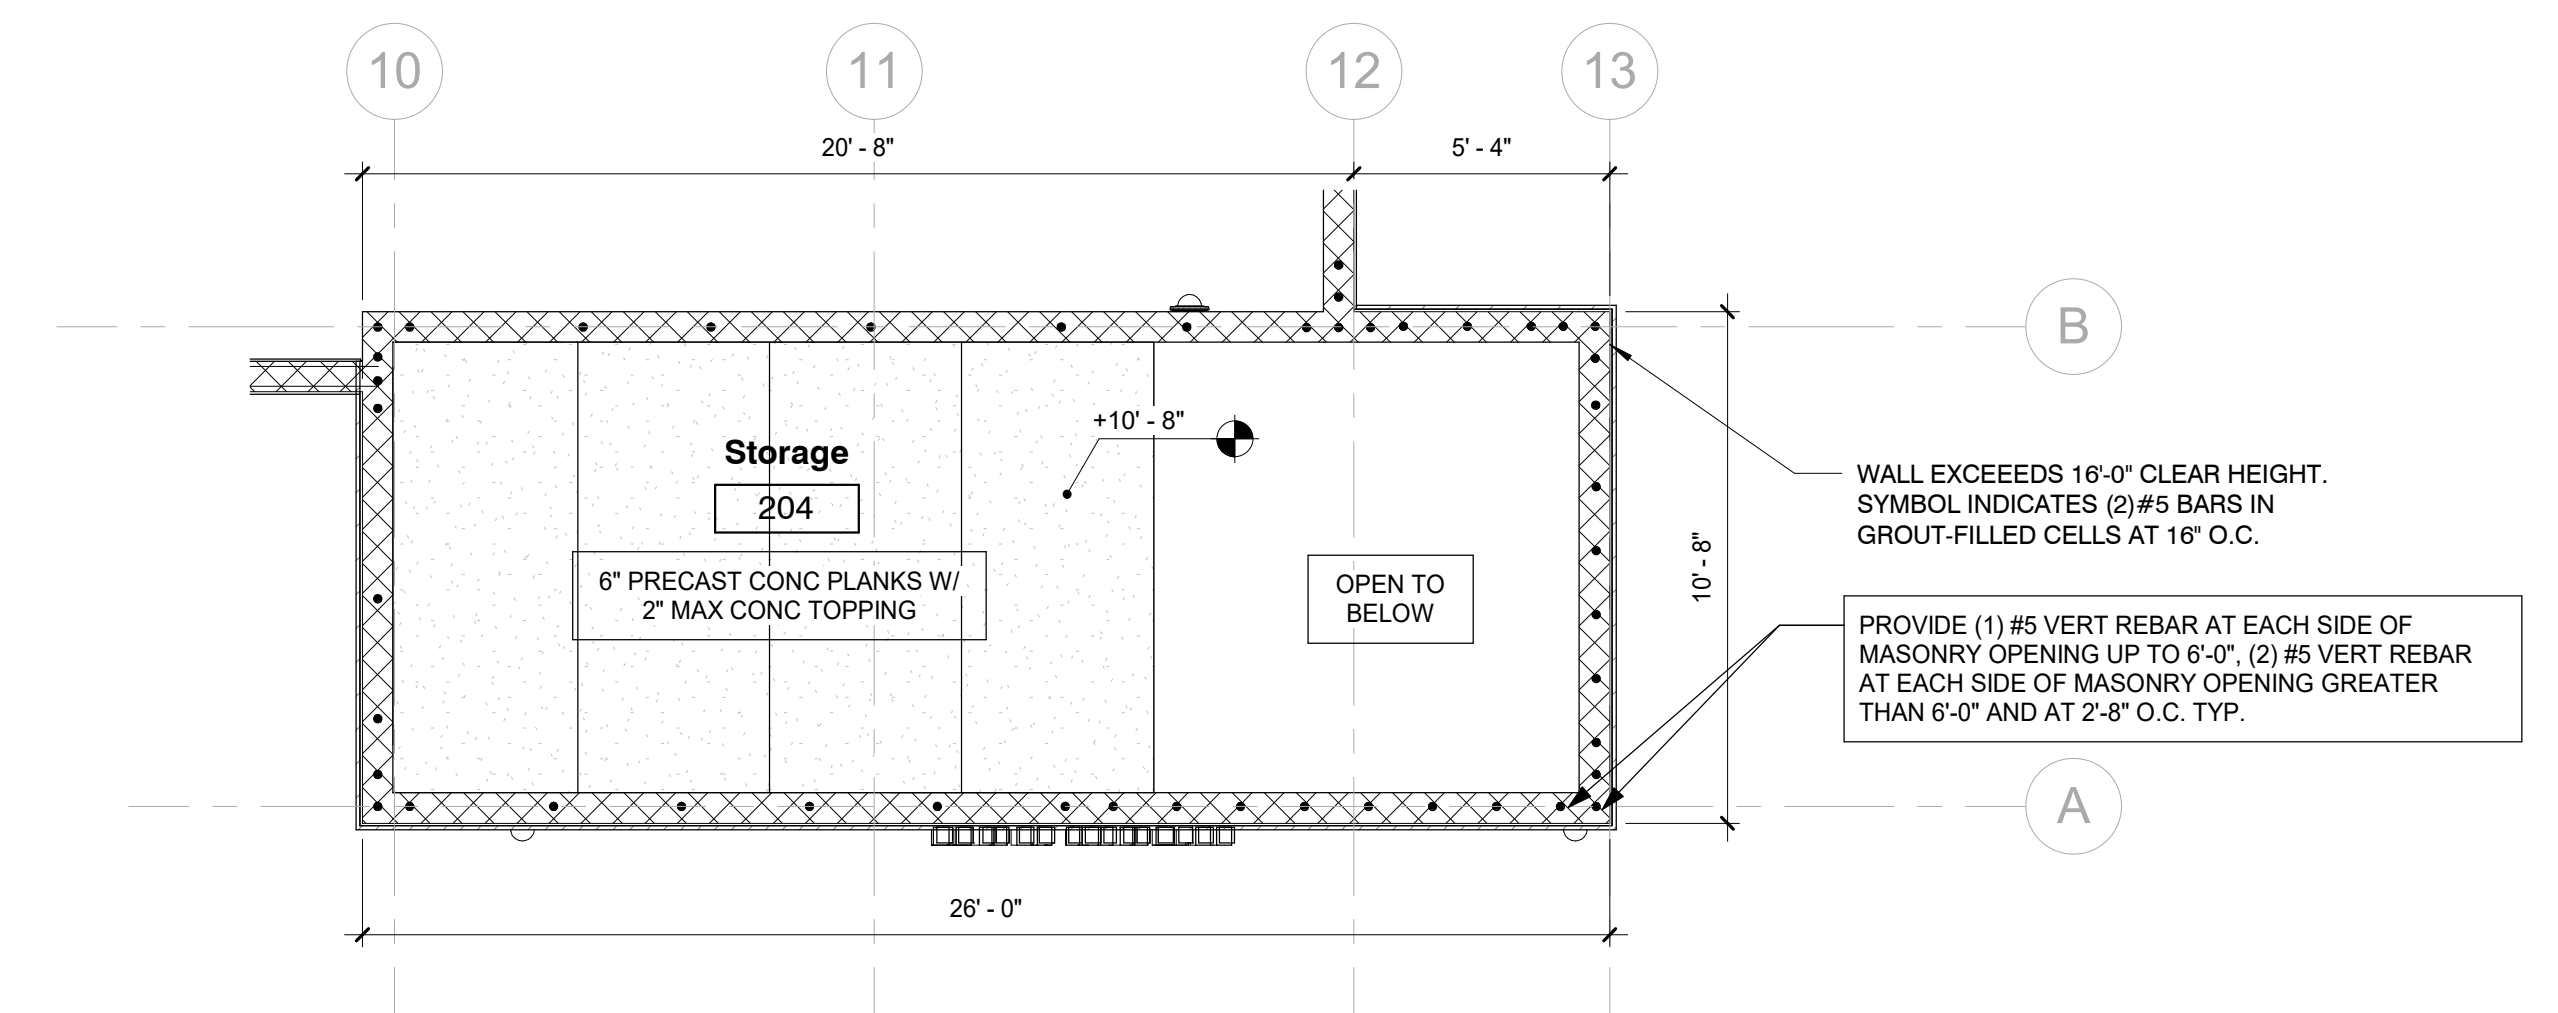 10
11
12
13
20' - 8"
5' - 4"
B
+10' - 8"
Storage
204
6" PRECAST CONC PLANKS W/
2" MAX CONC TOPPING
OPEN TO
BELOW
10' - 8"
WALL EXCEEEDS 16'-0" CLEAR HEIGHT.
SYMBOL INDICATES (2)#5 BARS IN
GROUT-FILLED CELLS AT 16" O.C.
PROVIDE (1) #5 VERT REBAR AT EACH SIDE OF
MASONRY OPENING UP TO 6'-0", (2) #5 VERT REBAR
AT EACH SIDE OF MASONRY OPENING GREATER
THAN 6'-0" AND AT 2'-8" O.C. TYP.
A
26' - 0"